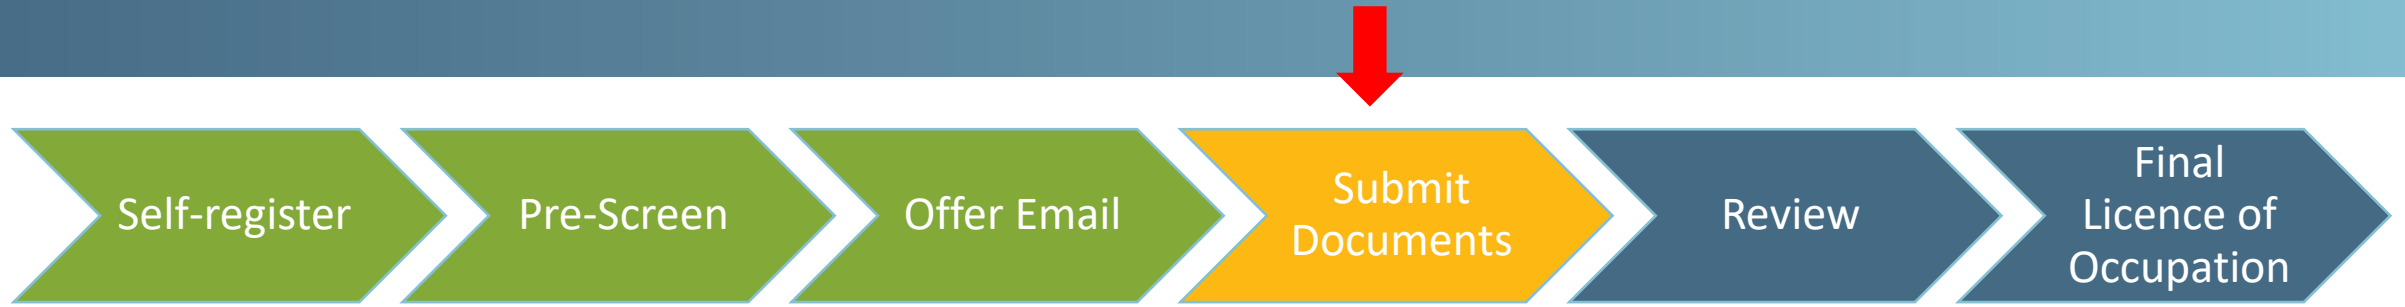 Self-register
Pre-Screen
Offer Email
Submit
Documents
Review
Final
Licence of
Occupation